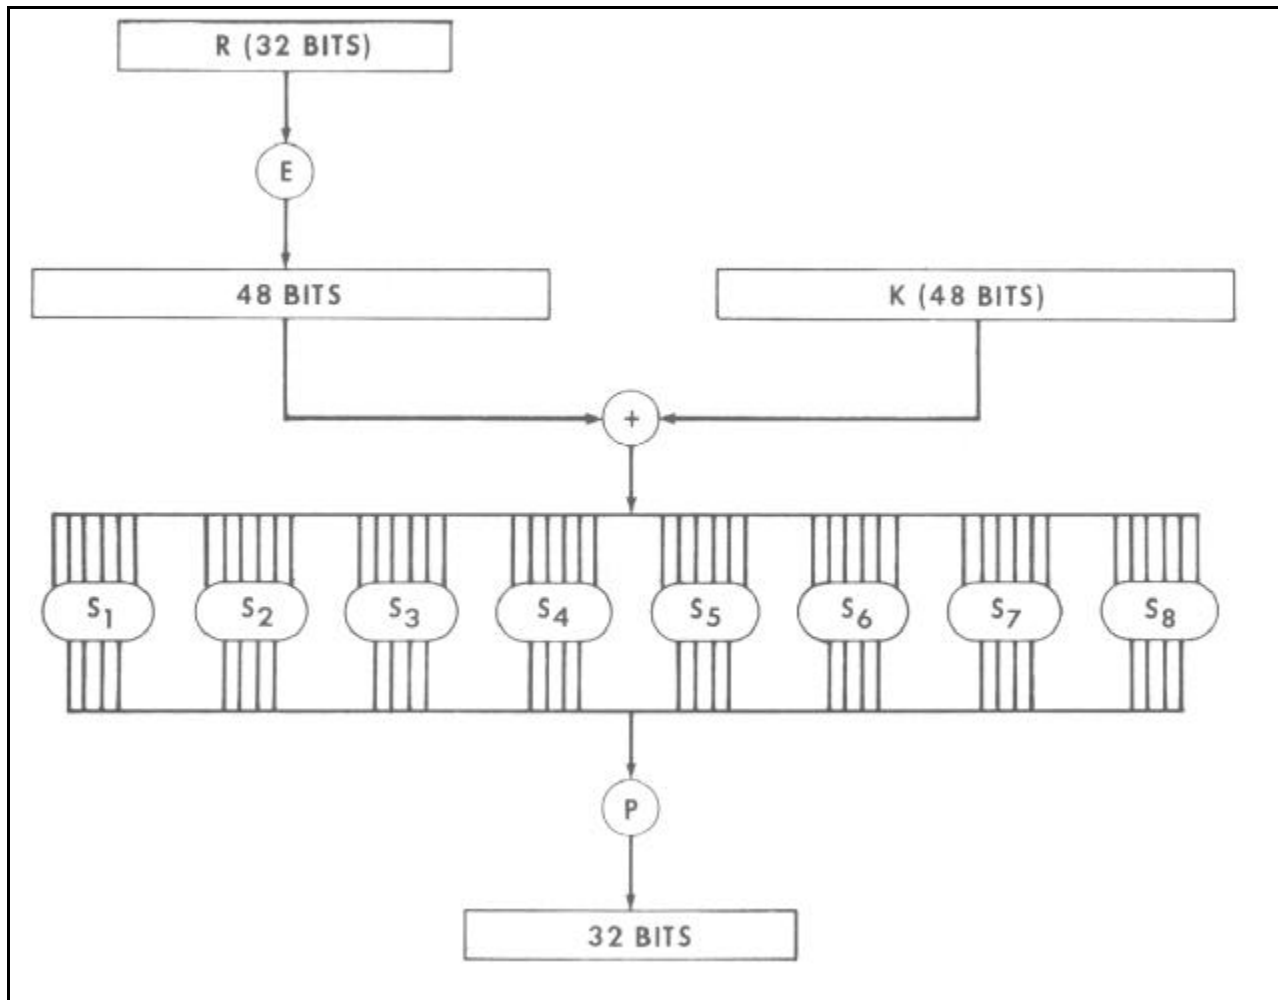 R (32 BITS)
E
48 BITS
K (48 BITS)
+
S1 S2 S3 S4 S5 S6 S7 S8
P
32 BITS